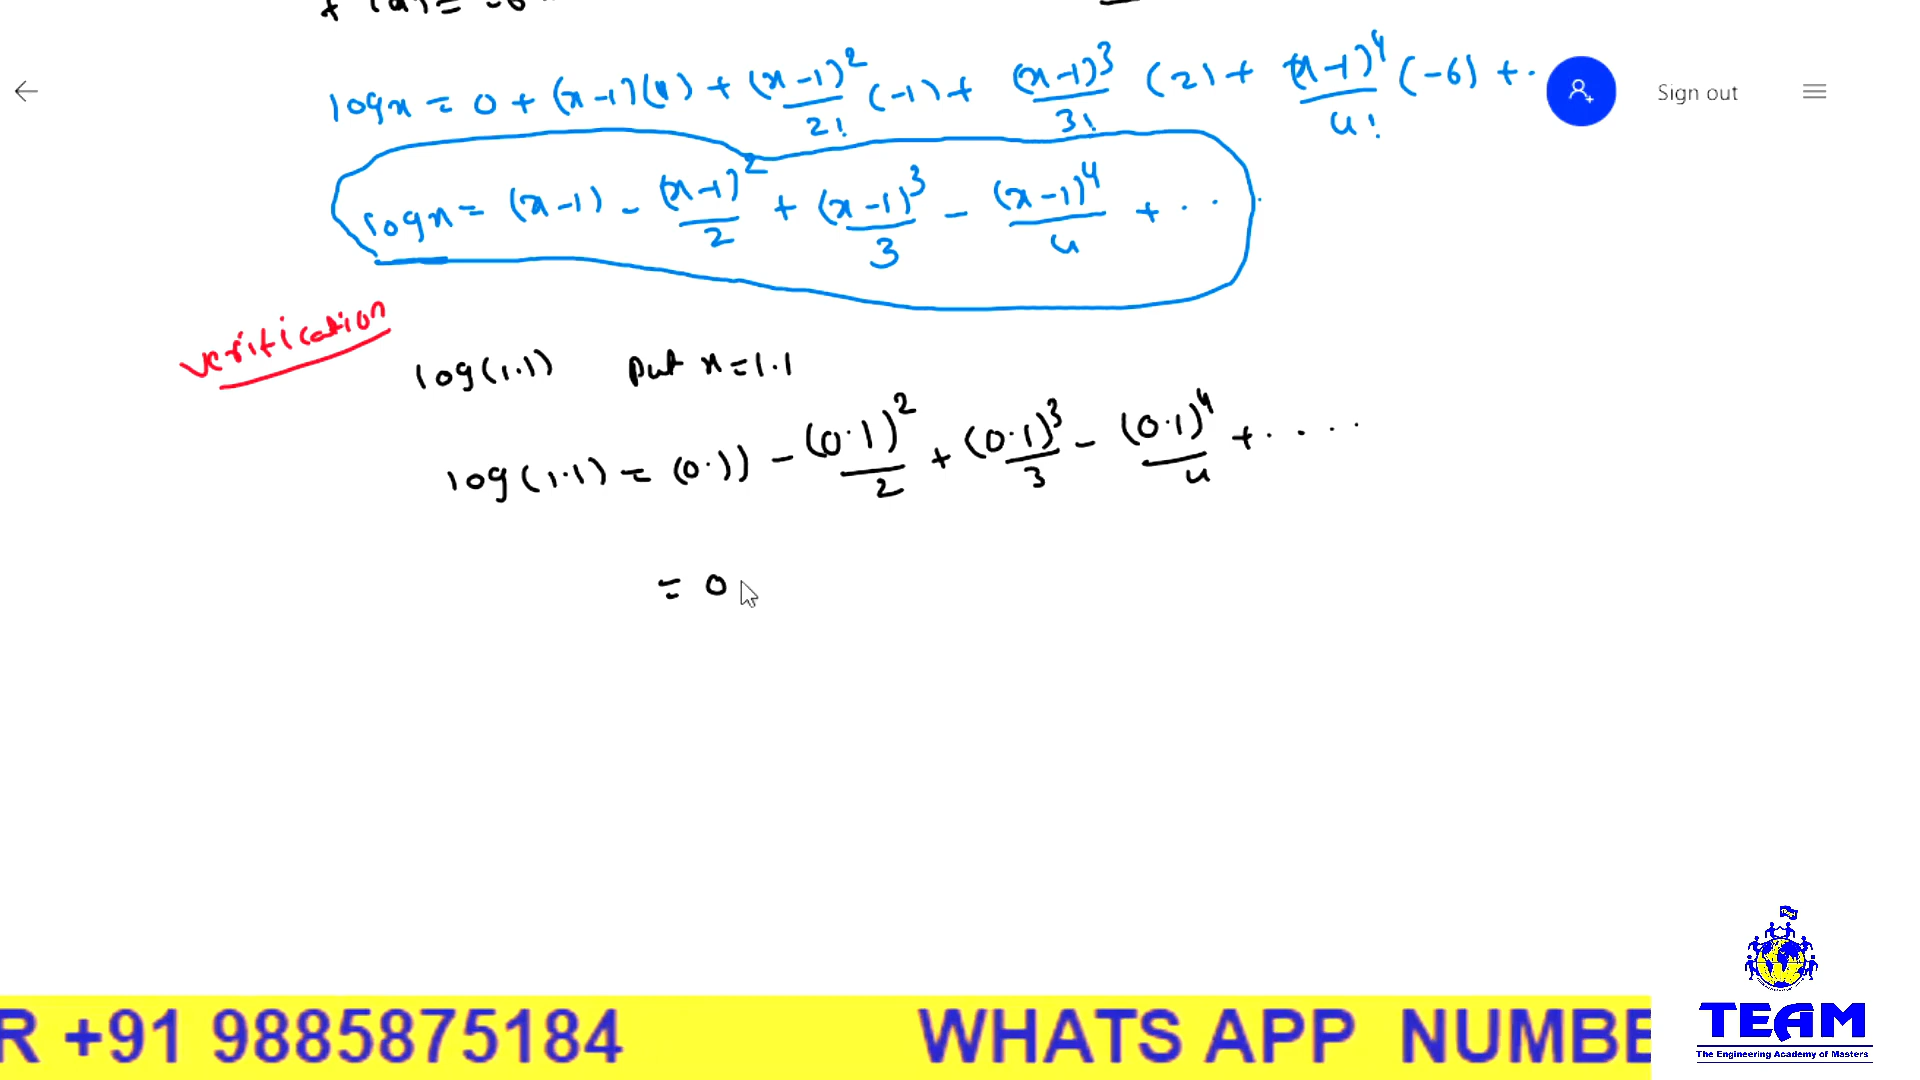 log x = 0 + (x-1)(1) + (x-1)^2/2! (-1) + (x-1)^3/3! (2) + (x-1)^4/4! (-6) + ·
Sign out
log x = (x-1) - (x-1)^2/2 + (x-1)^3/3 - (x-1)^4/4 + ···
Verification
log(1.1) Put x = 1.1
log(1.1) = (0.1) - (0.1)^2/2 + (0.1)^3/3 - (0.1)^4/4 + ····
= 0
R +91 9885875184 WHATS APP NUMBE
TEAM
The Engineering Academy of Masters